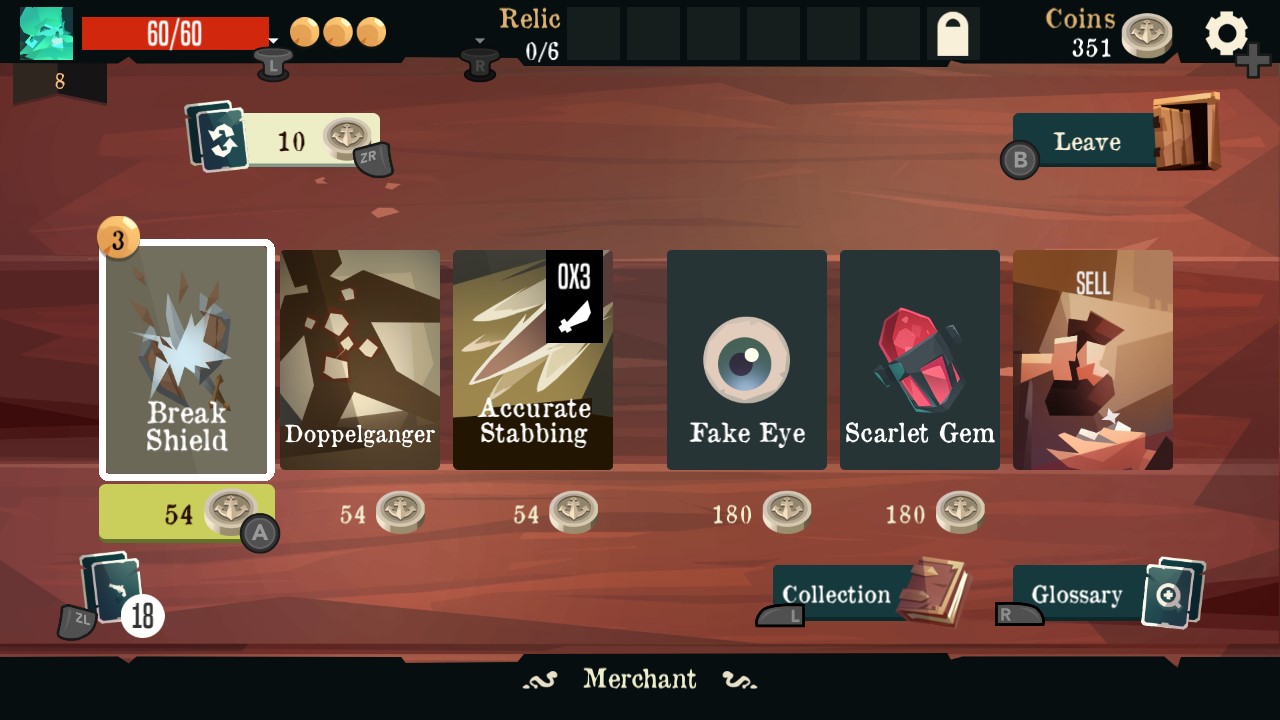 60/60
L
R
Relic
0/6
Coins
351
8
10
ZR
B
Leave
3
Break
Shield
Doppelganger
0X3
Accurate
Stabbing
Fake Eye
Scarlet Gem
SELL
54
A
54
54
180
180
ZL
18
Collection
L
Glossary
R
Merchant